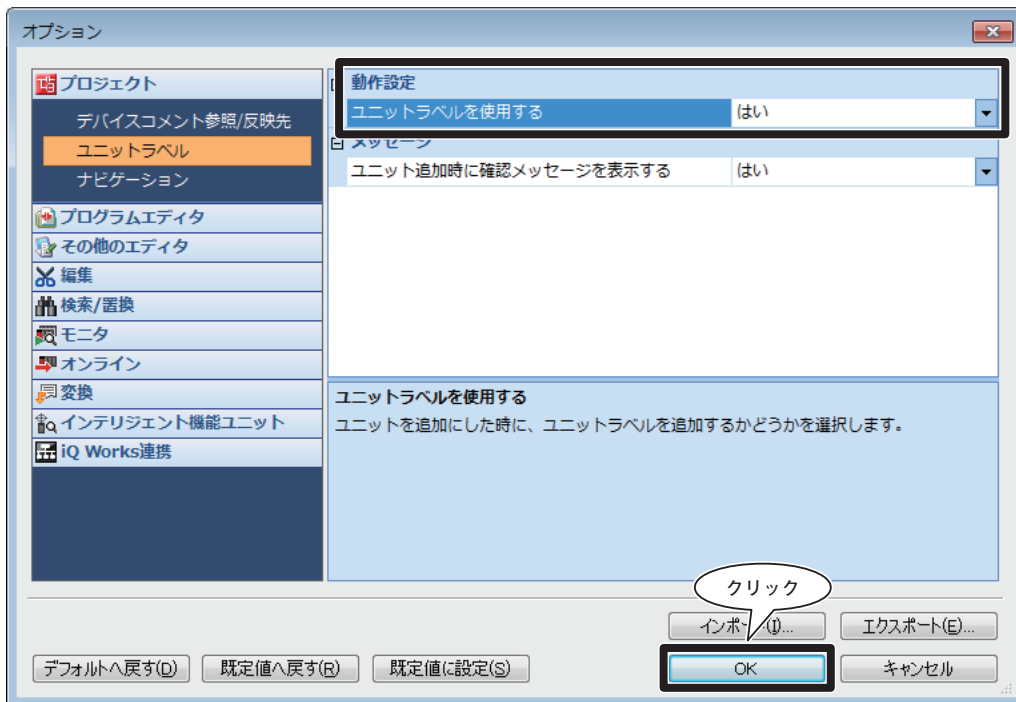 オプション
プロジェクト
デバイスコメント参照/反映先
ユニットラベル
ナビゲーション
プログラムエディタ
その他のエディタ
編集
検索/置換
モニタ
オンライン
変換
インテリジェント機能ユニット
iQ Works連携
動作設定
ユニットラベルを使用する はい
メッセージ
ユニット追加時に確認メッセージを表示する はい
ユニットラベルを使用する
ユニットを追加にした時に、ユニットラベルを追加するかどうかを選択します。
クリック
インポート(I)... エクスポート(E)...
デフォルトへ戻す(D) 既定値へ戻す(R) 既定値に設定(S) OK キャンセル